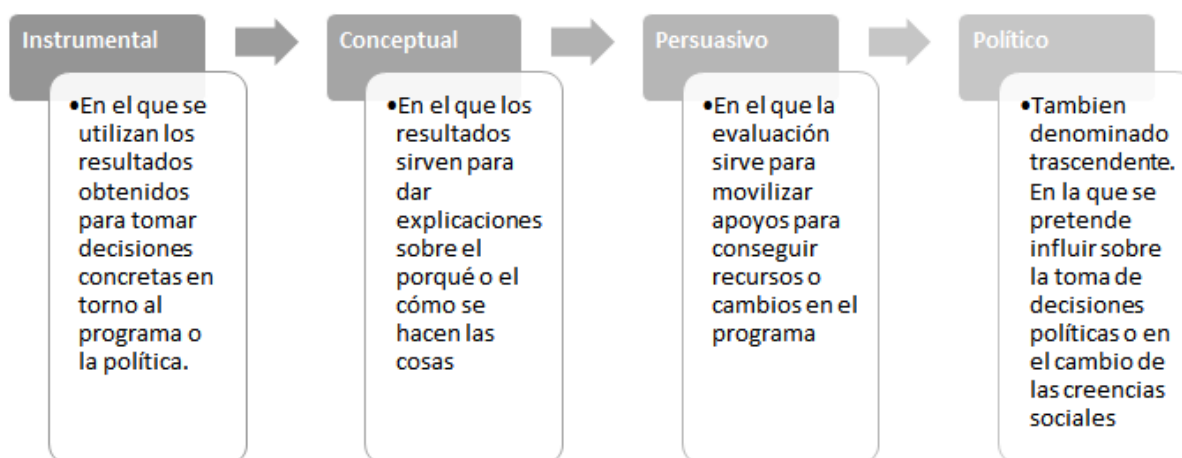 Instrumental
•En el que se
utilizan los
resultados
obtenidos
para tomar
decisiones
concretas en
torno al
programa o
la política.
Conceptual
•En el que los
resultados
sirven para
dar
explicaciones
sobre el
porqué o el
cómo se
hacen las
cosas
Persuasivo
•En el que la
evaluación
sirve para
movilizar
apoyos para
conseguir
recursos o
cambios en el
programa
Político
•Tambien
denominado
trascendente.
En la que se
pretende
influir sobre
la toma de
decisiones
políticas o en
el cambio de
las creencias
sociales